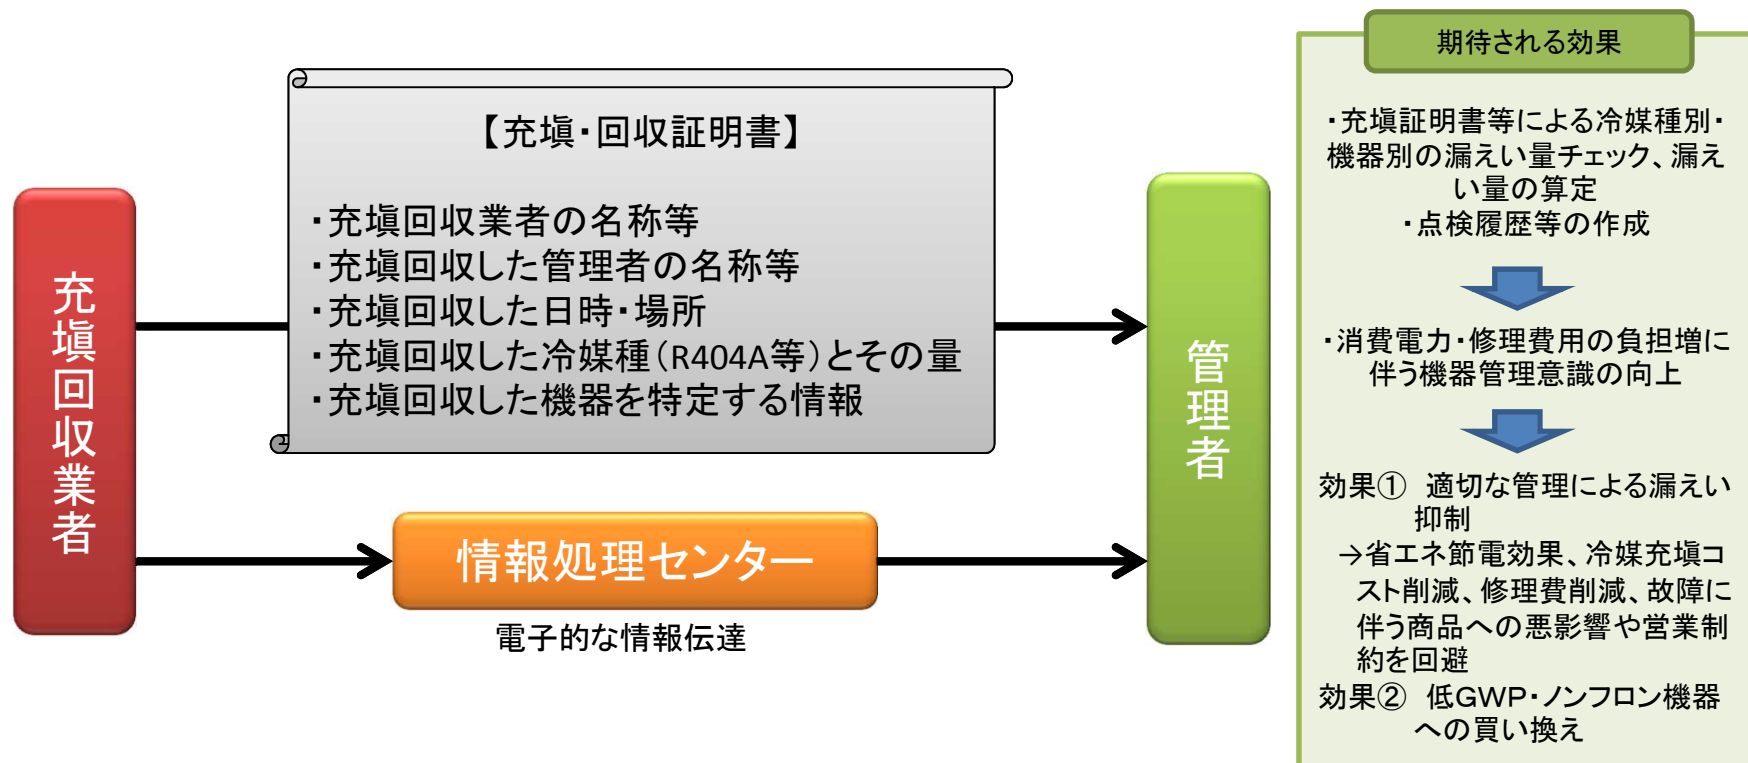 充塡回収業者
【充塡・回収証明書】
・充塡回収業者の名称等
・充塡回収した管理者の名称等
・充塡回収した日時・場所
・充塡回収した冷媒種（R404A等）とその量
・充塡回収した機器を特定する情報
情報処理センター
電子的な情報伝達
管理者
期待される効果
・充塡証明書等による冷媒種別・
機器別の漏えい量チェック、漏え
い量の算定
・点検履歴等の作成
・消費電力・修理費用の負担増に
伴う機器管理意識の向上
効果① 適切な管理による漏えい
抑制
→省エネ節電効果、冷媒充塡コ
スト削減、修理費削減、故障に
伴う商品への悪影響や営業制
約を回避
効果② 低GWP・ノンフロン機器
への買い換え